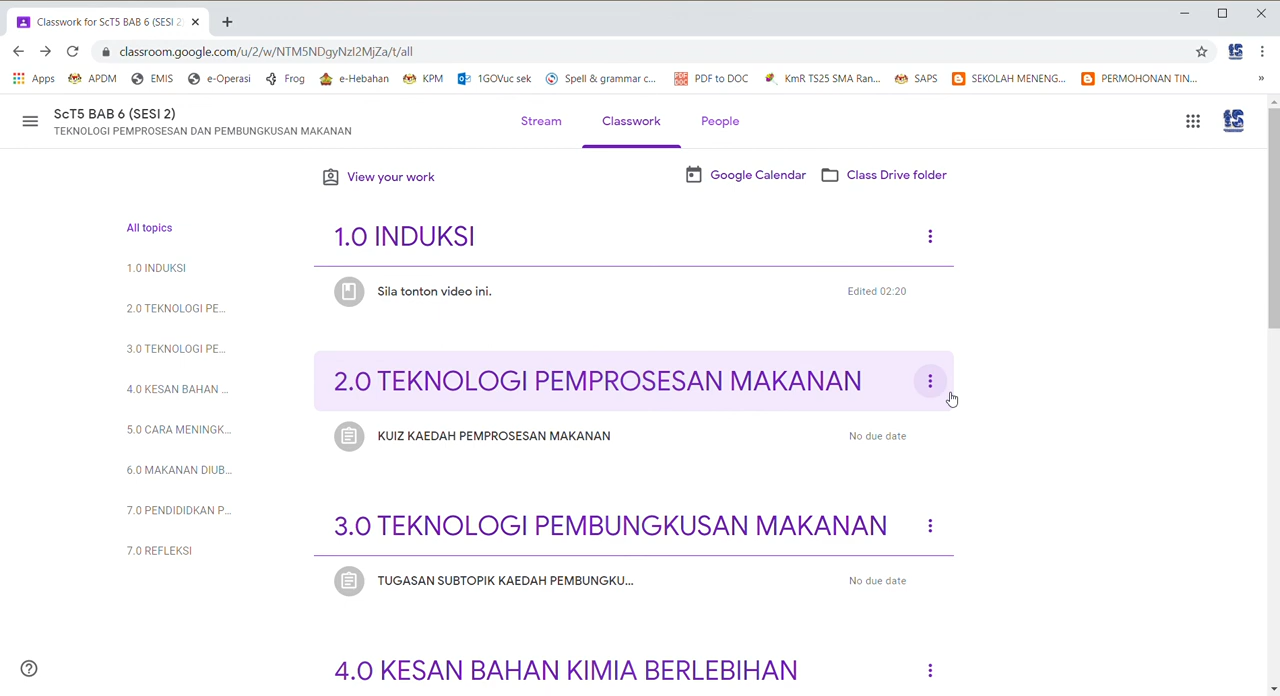 Classwork for ScT5 BAB 6 (SESI 2
classroom.google.com/u/2/w/NTM5NDgyNzI2MjZa/t/all
Apps APDM EMIS e-Operasi Frog e-Hebahan KPM 1GOVuc sek Spell & grammar c... PDF to DOC KmR TS25 SMA Ran... SAPS SEKOLAH MENENG... PERMOHONAN TIN... »
ScT5 BAB 6 (SESI 2)
TEKNOLOGI PEMPROSESAN DAN PEMBUNGKUSAN MAKANAN
Stream Classwork People
t5
View your work Google Calendar Class Drive folder
All topics
1.0 INDUKSI
2.0 TEKNOLOGI PE...
3.0 TEKNOLOGI PE...
4.0 KESAN BAHAN ...
5.0 CARA MENINGK...
6.0 MAKANAN DIUB...
7.0 PENDIDIDKAN P...
7.0 REFLEKSI
1.0 INDUKSI
Sila tonton video ini. Edited 02:20
2.0 TEKNOLOGI PEMPROSESAN MAKANAN
KUIZ KAEDAH PEMPROSESAN MAKANAN No due date
3.0 TEKNOLOGI PEMBUNGKUSAN MAKANAN
TUGASAN SUBTOPIK KAEDAH PEMBUNGKU... No due date
4.0 KESAN BAHAN KIMIA BERLEBIHAN